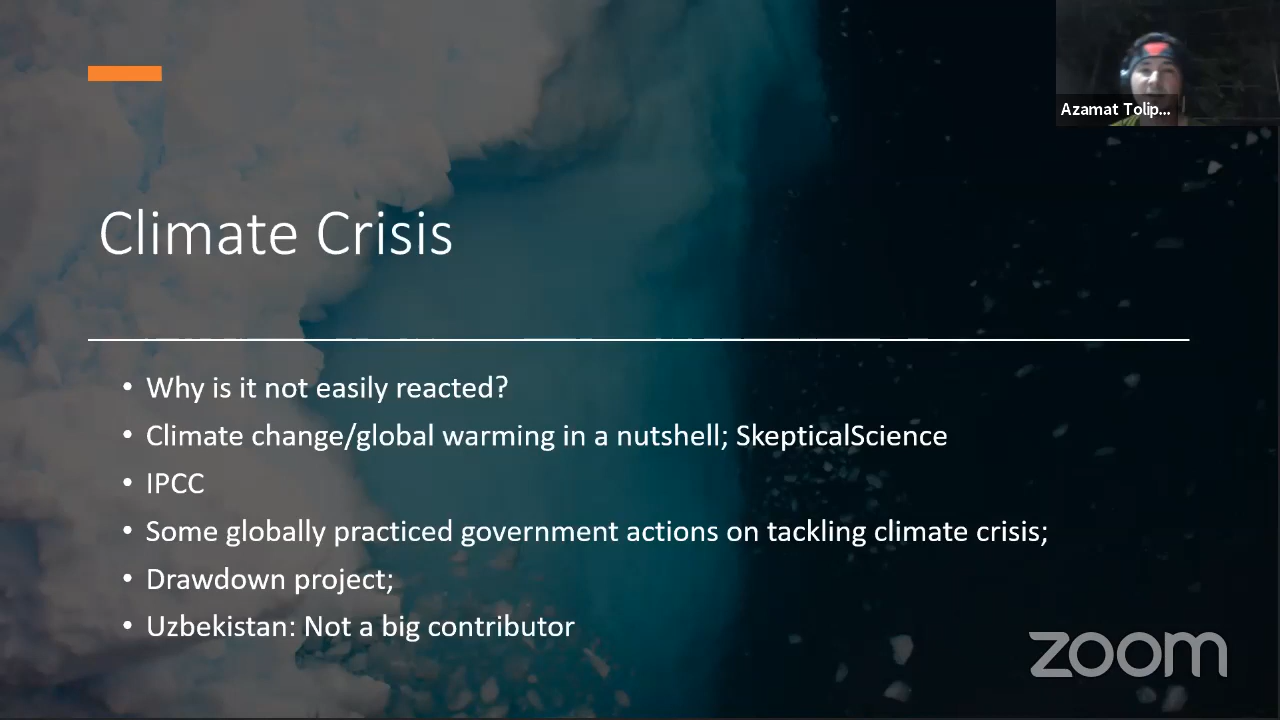 Azamat Tolip...
Climate Crisis
• Why is it not easily reacted?
• Climate change/global warming in a nutshell; SkepticalScience
• IPCC
• Some globally practiced government actions on tackling climate crisis;
• Drawdown project;
• Uzbekistan: Not a big contributor
zoom